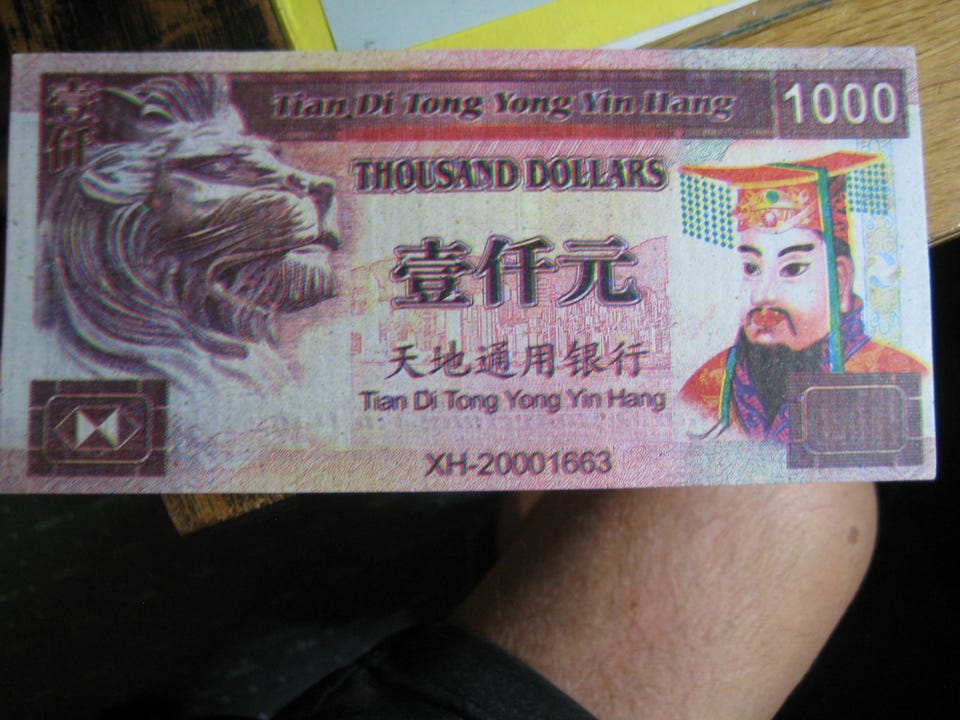 壹仟
Tian Di Tong Yong Yin Hang
1000
THOUSAND DOLLARS
壹仟元
天地通用银行
Tian Di Tong Yong Yin Hang
XH-20001663